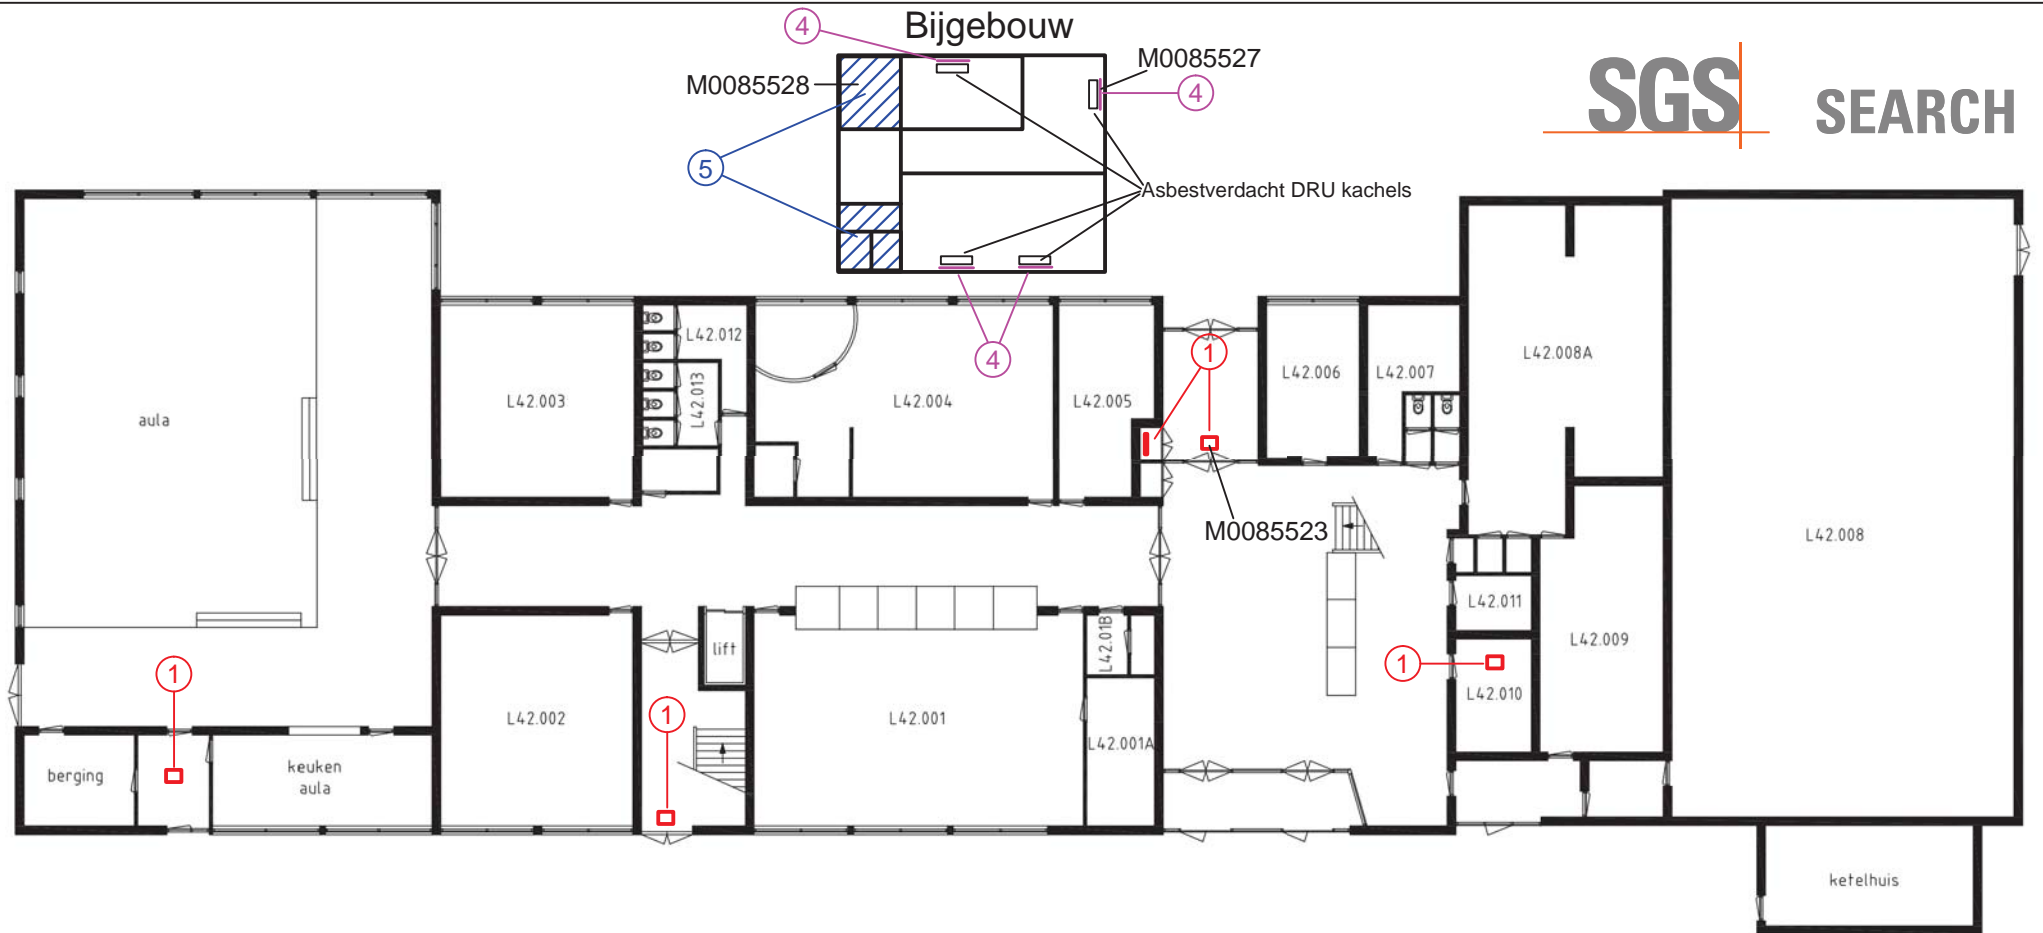 Bijgebouw
4
M0085528
M0085527
4
5
SGS SEARCH
Asbestverdacht DRU kachels
4
1
L42.012
L42.013
L42.003
L42.004
L42.005
L42.006
L42.007
L42.008A
aula
M0085523
L42.008
L42.011
L42.009
L42.010
1
lift
L42.01B
1
1
L42.002
L42.001
L42.001A
berging
keuken
aula
ketelhuis